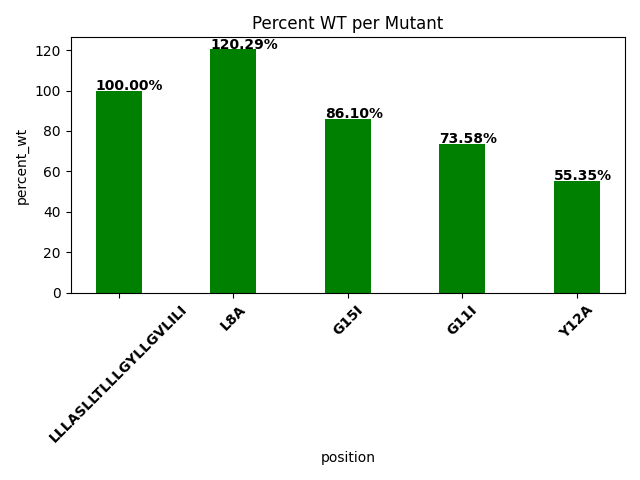 Percent WT per Mutant
percent_wt
120
100
80
60
40
20
0
100.00%
120.29%
86.10%
73.58%
55.35%
LLLASLLTLLLGYLLGVLILI
L8A
G15I
G11I
Y12A
position